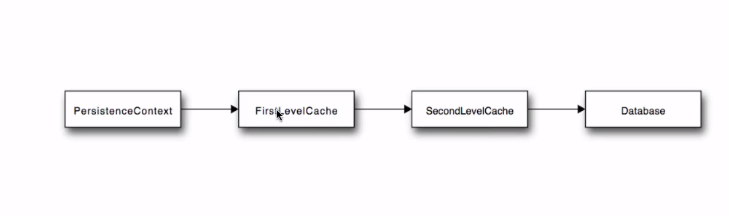 PersistenceContext
FirstLevelCache
SecondLevelCache
Database